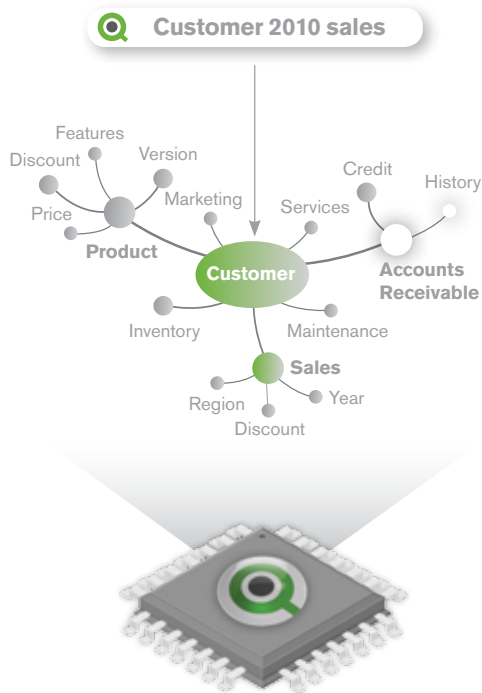 Customer 2010 sales
Features
Discount
Version
Price
Marketing
Product
Services
Credit
History
Customer
Accounts
Receivable
Inventory
Maintenance
Sales
Region
Year
Discount